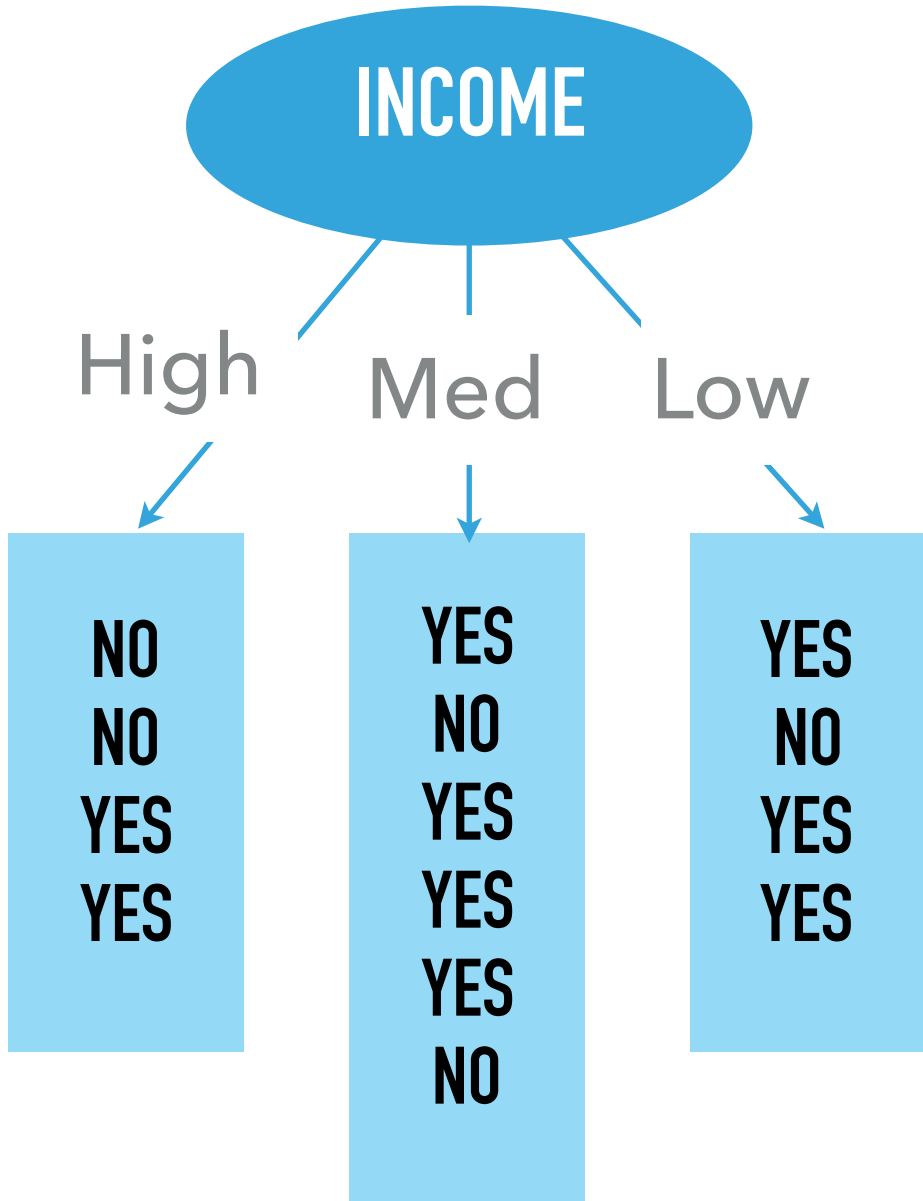 INCOME
High
Med
Low
NO
NO
YES
YES
YES
NO
YES
YES
YES
NO
YES
NO
YES
YES